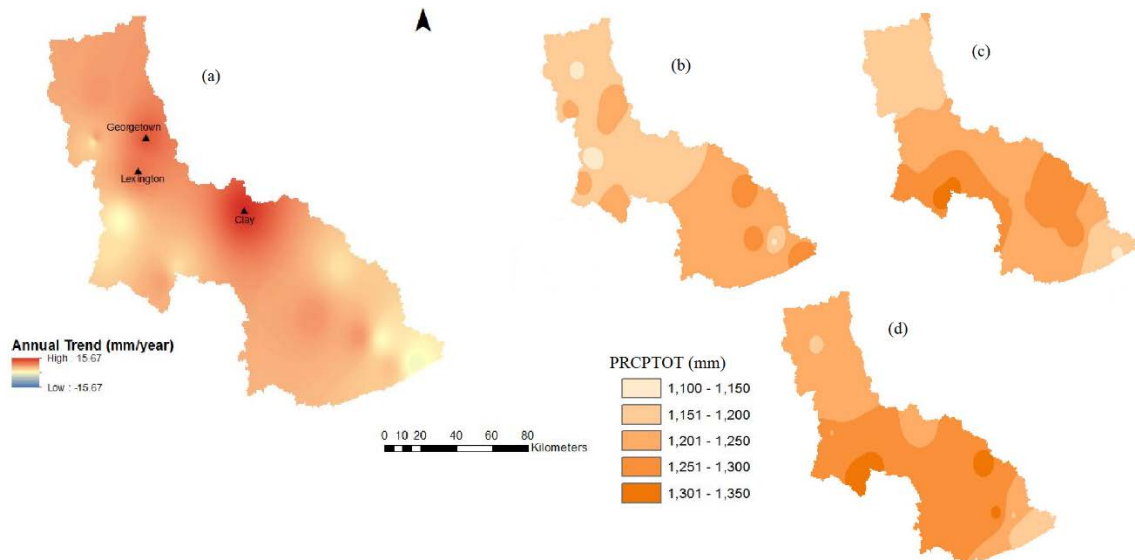 (a)
Georgetown
Lexington
Clay
Annual Trend (mm/year)
High : 15.67
Low : -15.67
0 10 20 40 60 80
Kilometers
(b)
(c)
(d)
PRCPTOT (mm)
1,100 - 1,150
1,151 - 1,200
1,201 - 1,250
1,251 - 1,300
1,301 - 1,350